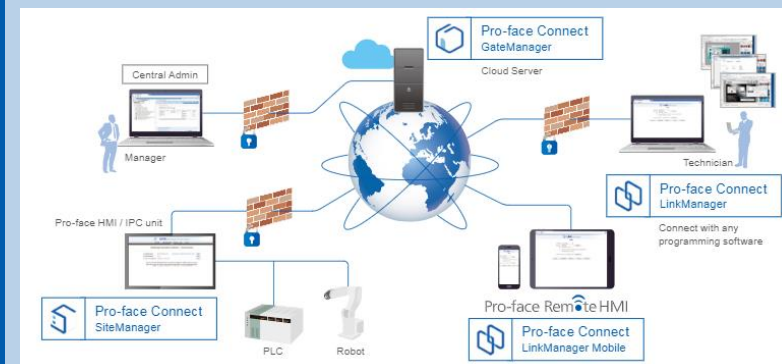 Pro-face Connect
GateManager
Cloud Server
Central Admin
Manager
Technician
Pro-face Connect
LinkManager
Connect with any
programming software
Pro-face HMI / IPC unit
Pro-face Connect
SiteManager
PLC
Robot
Pro-face Remote HMI
Pro-face Connect
LinkManager Mobile